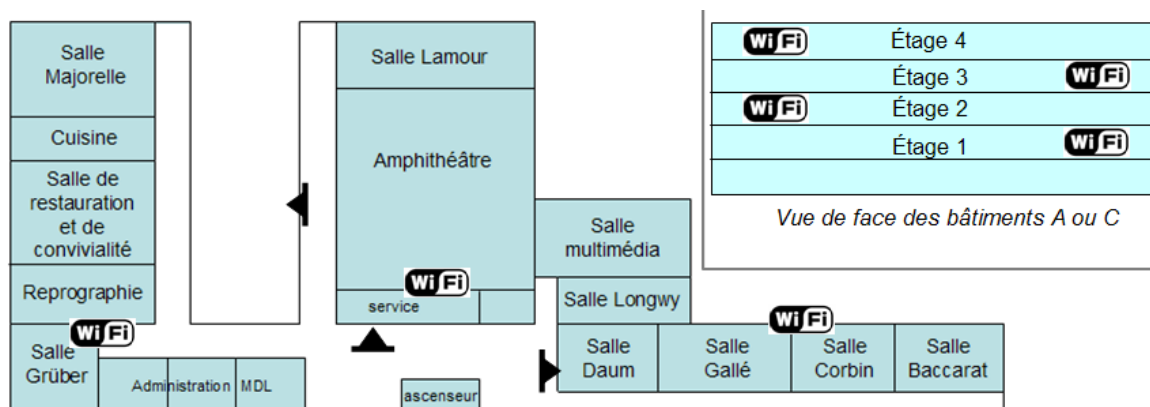 Salle
Majorelle
Cuisine
Salle de
restauration
et de
convivialité
Reprographie
WiFi
Salle
Grüber
Administration
MDL
Salle Lamour
Amphithéâtre
WiFi
service
ascenseur
Salle
multimédia
Salle Longwy
WiFi
Salle
Daum
Salle
Gallé
Salle
Corbin
Salle
Baccarat
WiFi Étage 4
Étage 3 WiFi
WiFi Étage 2
Étage 1 WiFi
Vue de face des bâtiments A ou C